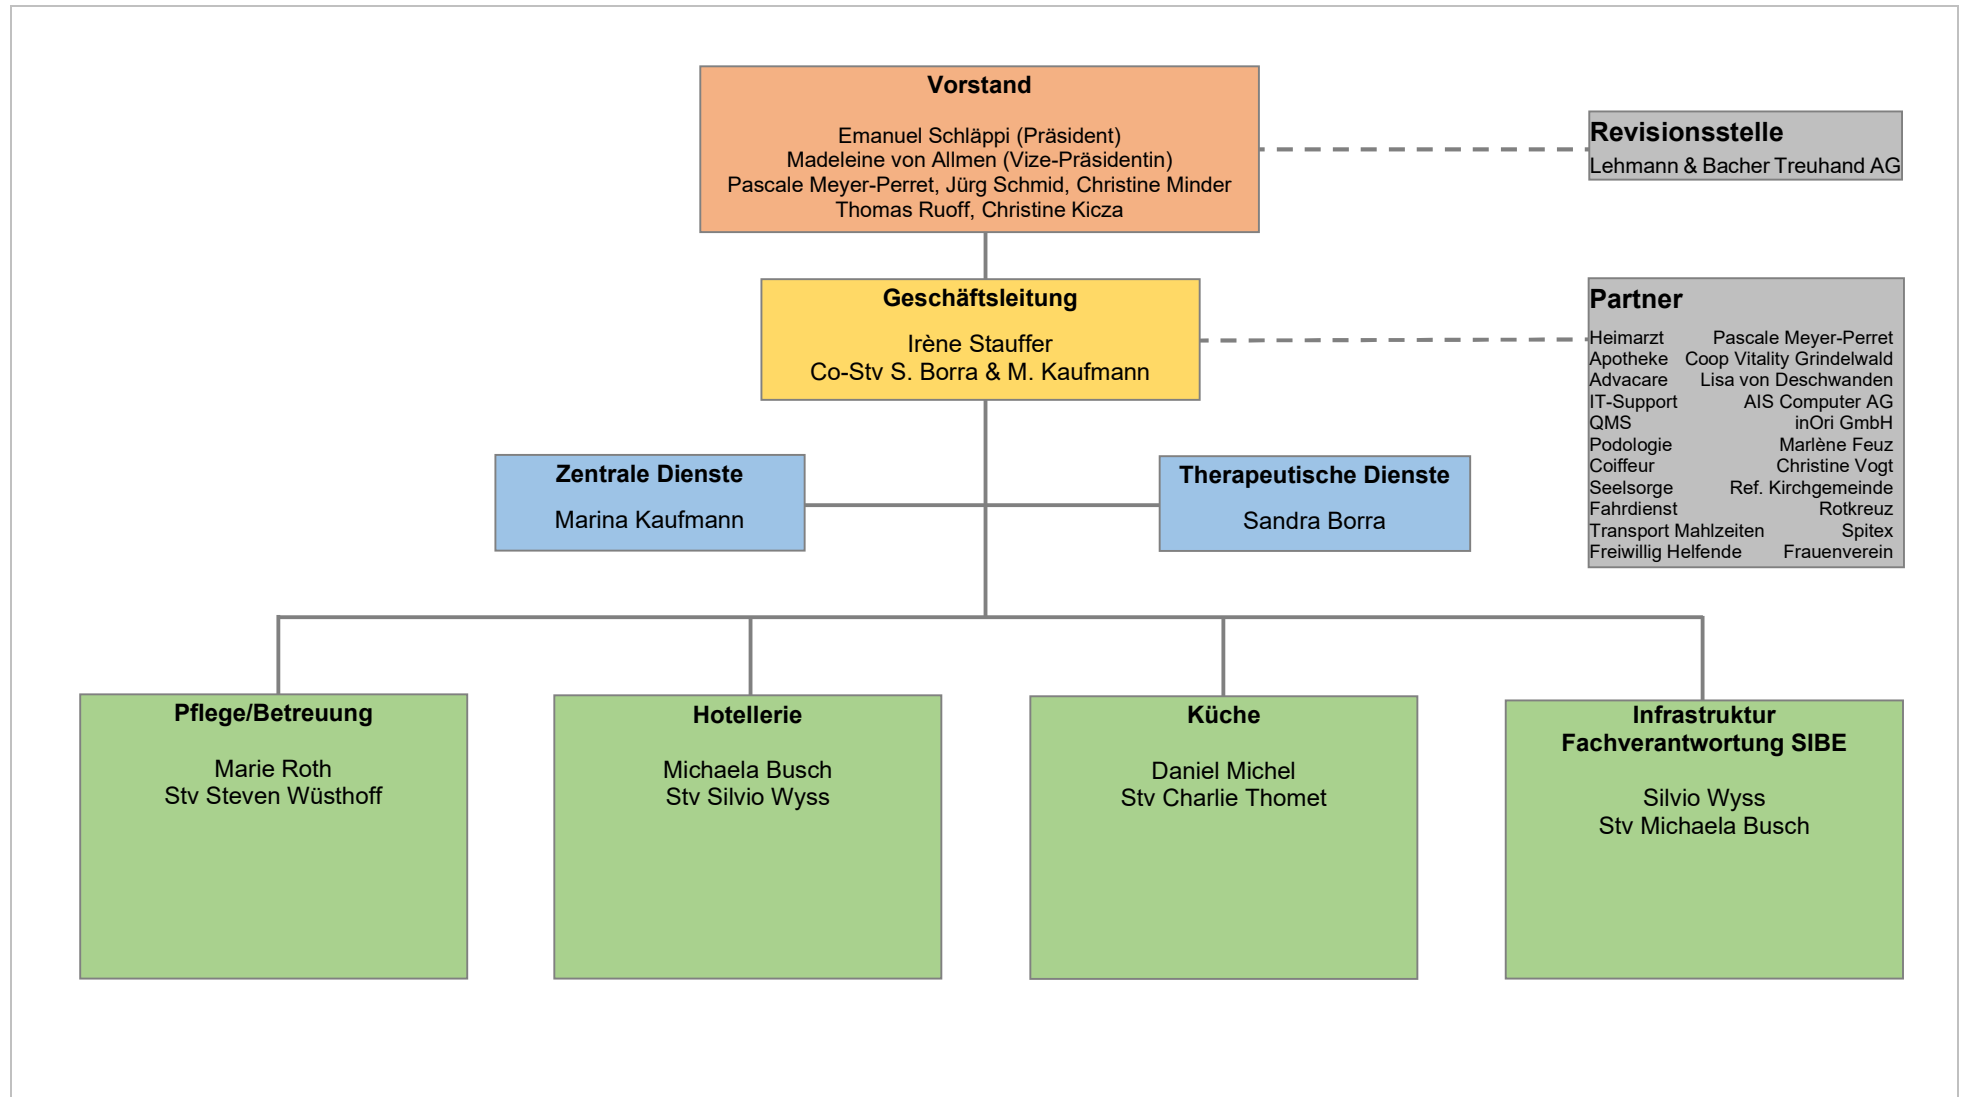 Vorstand
Emanuel Schläppi (Präsident)
Madeleine von Allmen (Vize-Präsidentin)
Pascale Meyer-Perret, Jürg Schmid, Christine Minder
Thomas Ruoff, Christine Kicza
Revisionsstelle
Lehmann & Bacher Treuhand AG
Geschäftsleitung
Irène Stauffer
Co-Stv S. Borra & M. Kaufmann
Partner
Heimarzt Pascale Meyer-Perret
Apotheke Coop Vitality Grindelwald
Advacare Lisa von Deschwanden
IT-Support AIS Computer AG
QMS inOri GmbH
Podologie Marlène Feuz
Coiffeur Christine Vogt
Seelsorge Ref. Kirchgemeinde
Fahrdienst Rotkreuz
Transport Mahlzeiten Spitex
Freiwillig Helfende Frauenverein
Zentrale Dienste
Marina Kaufmann
Therapeutische Dienste
Sandra Borra
Pflege/Betreuung
Marie Roth
Stv Steven Wüsthoff
Hotellerie
Michaela Busch
Stv Silvio Wyss
Küche
Daniel Michel
Stv Charlie Thomet
Infrastruktur
Fachverantwortung SIBE
Silvio Wyss
Stv Michaela Busch